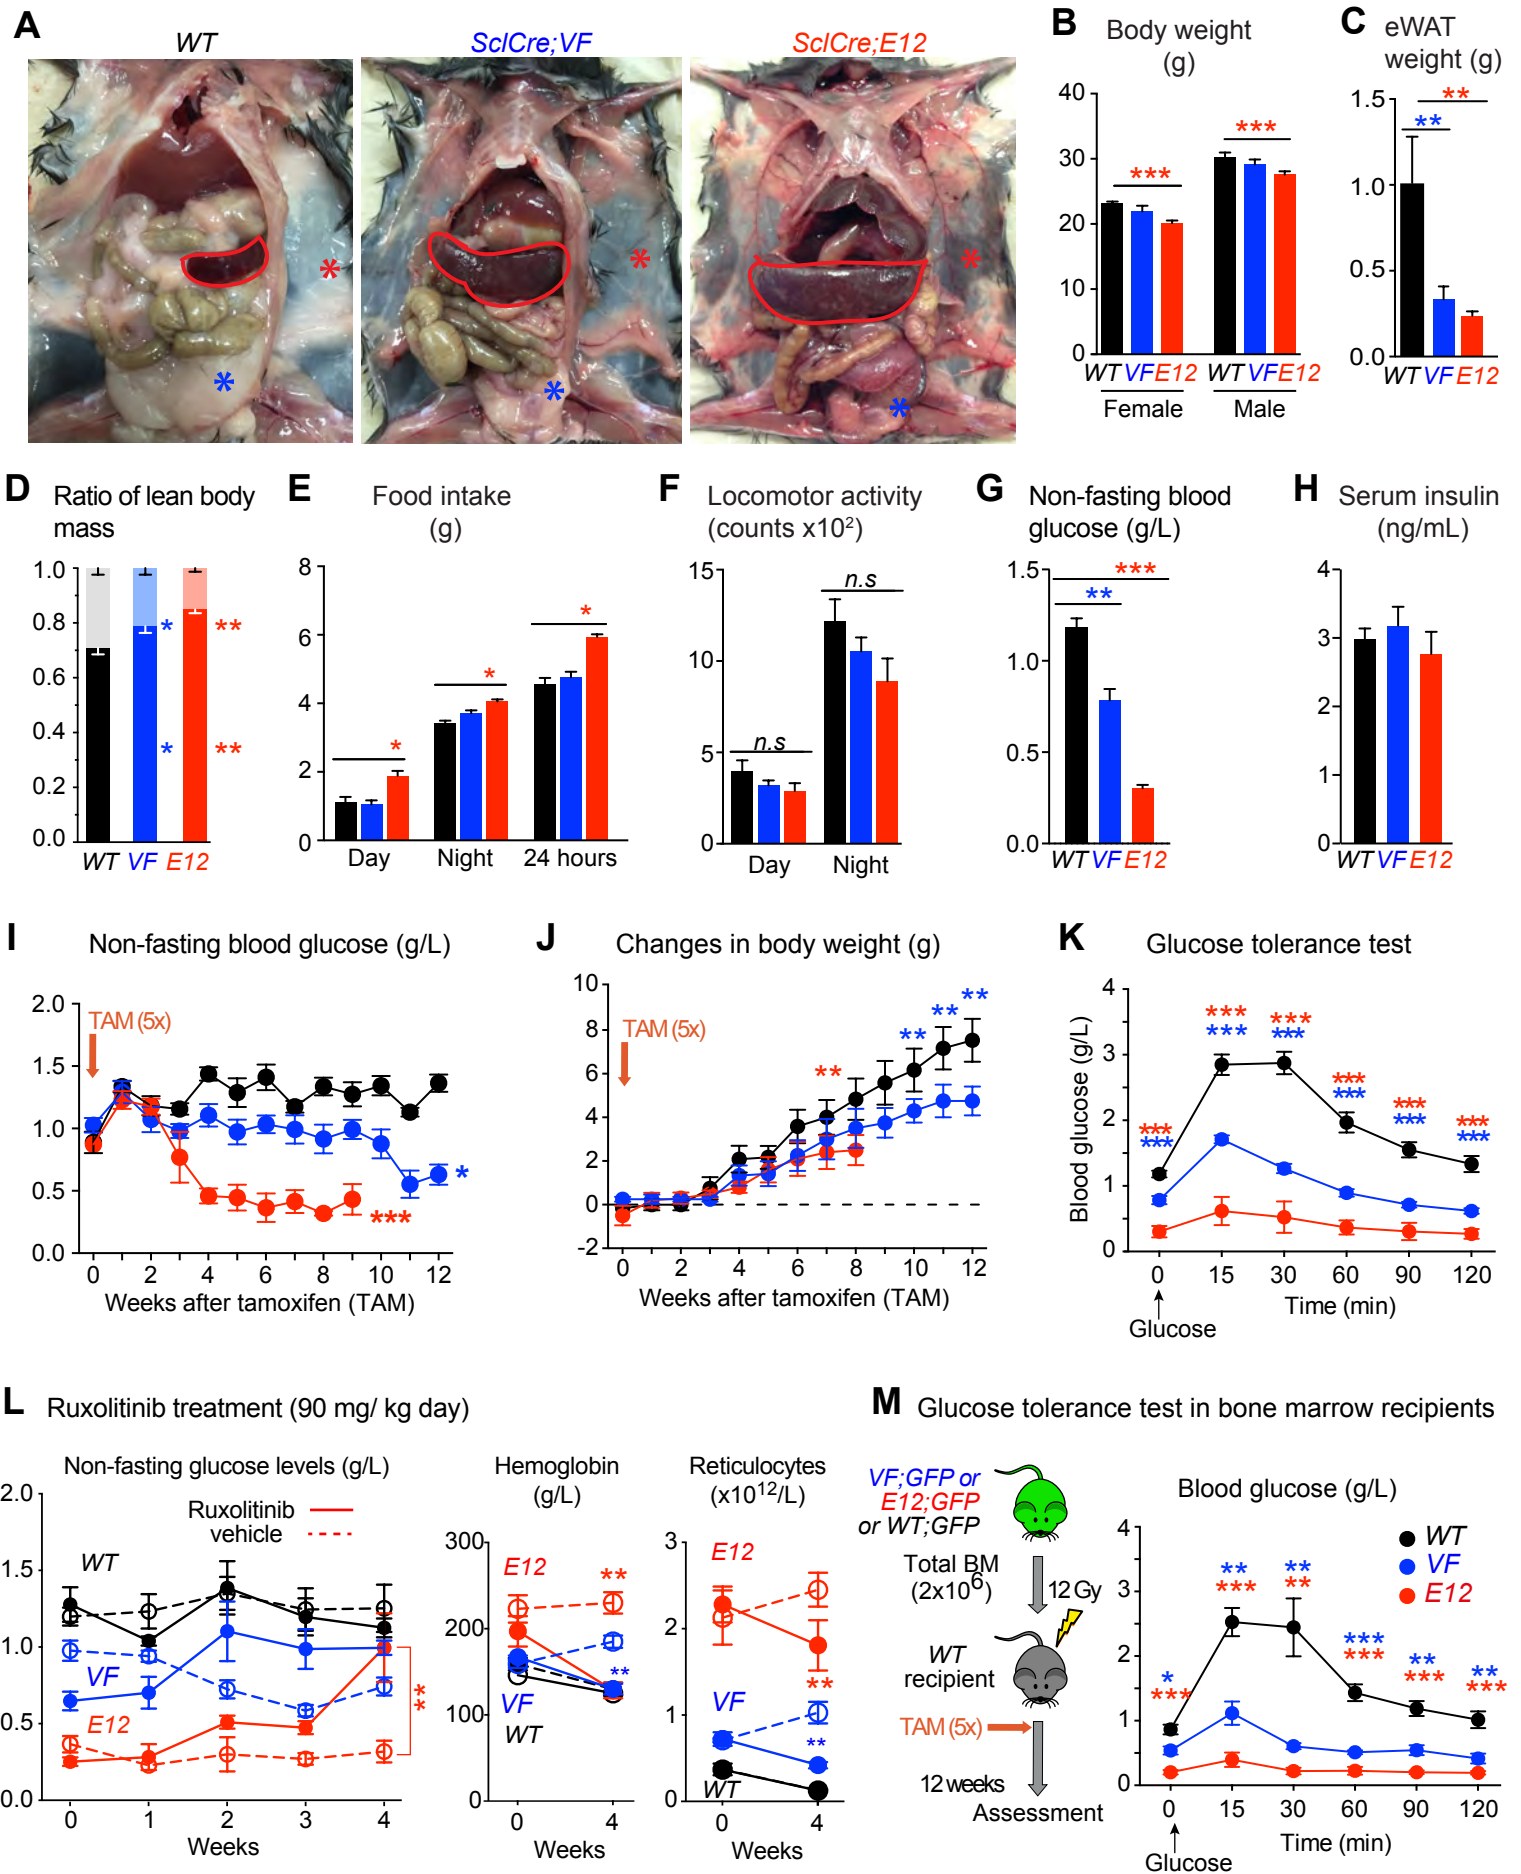 A
WT
SclCre;VF
SclCre;E12
*
*
*
*
*
*
B
Body weight
(g)
40
30
20
10
0
***
***
WT VF E12
WT VF E12
Female
Male
C
eWAT
weight (g)
1.5
1.0
0.5
0.0
**
**
WT VF E12
D
Ratio of lean body
mass
1.0
0.8
0.6
0.4
0.2
0.0
* **
* **
WT VF E12
E
Food intake
(g)
8
6
4
2
0
*
*
*
Day
Night
24 hours
F
Locomotor activity
(counts x10²)
15
10
5
0
n.s
n.s
Day
Night
G
Non-fasting blood
glucose (g/L)
1.5
1.0
0.5
0.0
***
**
WT VF E12
H
Serum insulin
(ng/mL)
4
3
2
1
0
WT VF E12
I
Non-fasting blood glucose (g/L)
2.0
1.5
1.0
0.5
0.0
TAM (5x)
*
***
0 2 4 6 8 10 12
Weeks after tamoxifen (TAM)
J
Changes in body weight (g)
10
8
6
4
2
0
-2
TAM (5x)
**
**
**
**
0 2 4 6 8 10 12
Weeks after tamoxifen (TAM)
K
Glucose tolerance test
Blood glucose (g/L)
4
3
2
1
0
*** *** *** *** *** ***
*** *** *** *** *** ***
0 15 30 60 90 120
Time (min)
Glucose
L
Ruxolitinib treatment (90 mg/ kg day)
Non-fasting glucose levels (g/L)
Ruxolitinib
vehicle
2.0
1.5
1.0
0.5
0.0
WT
VF
E12
**
0 1 2 3 4
Weeks
Hemoglobin
(g/L)
300
200
100
0
E12
**
**
VF
WT
0 4
Weeks
Reticulocytes
(x10¹²/L)
3
2
1
0
E12
**
VF
**
WT
0 4
Weeks
M
Glucose tolerance test in bone marrow recipients
VF;GFP or
E12;GFP
or WT;GFP
Total BM
(2x10⁶)
12 Gy
WT
recipient
TAM (5x)
12 weeks
Assessment
Blood glucose (g/L)
WT
VF
E12
4
3
2
1
0
* ** ** *** ** **
*** *** ** *** *** ***
0 15 30 60 90 120
Time (min)
Glucose